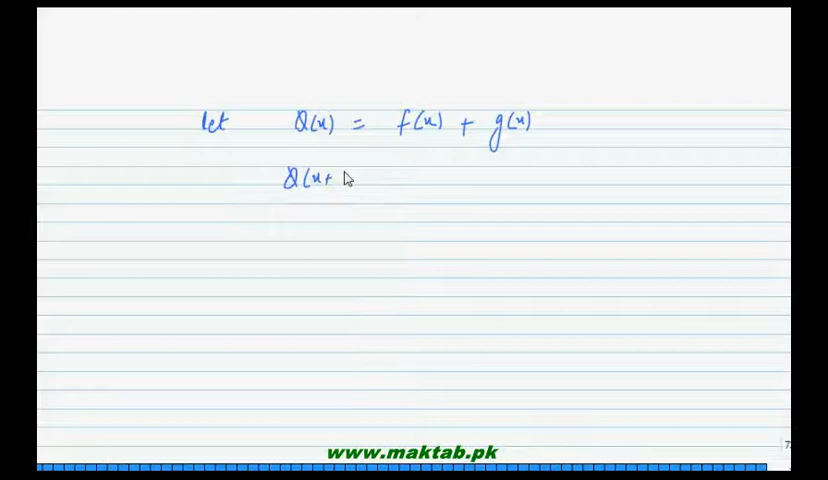 let Q(x) = f(x) + g(x)
Q(x+
www.maktab.pk